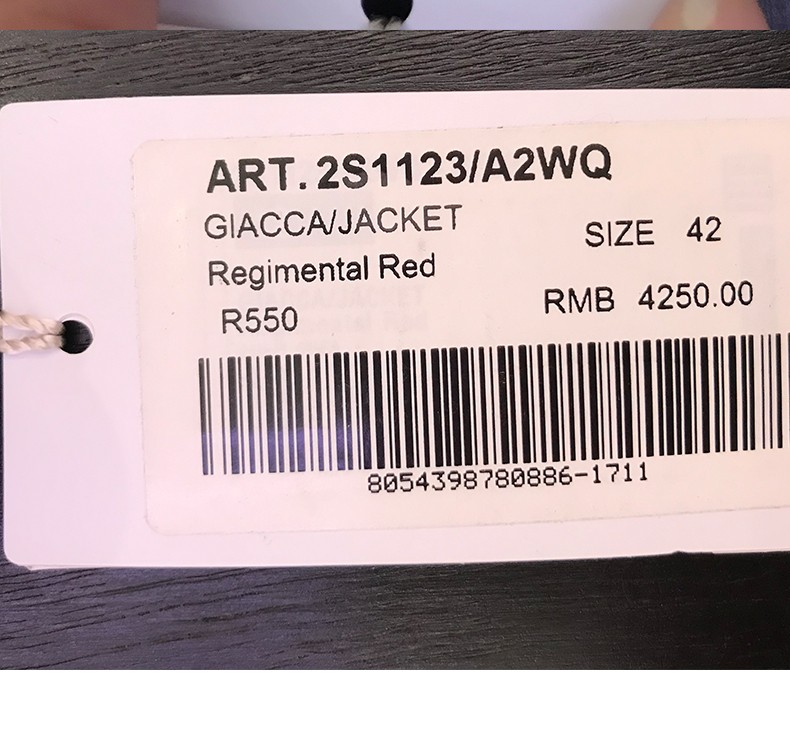 ART. 2S1123/A2WQ
GIACCA/JACKET
SIZE 42
Regimental Red
R550
RMB 4250.00
8054398780886-1711